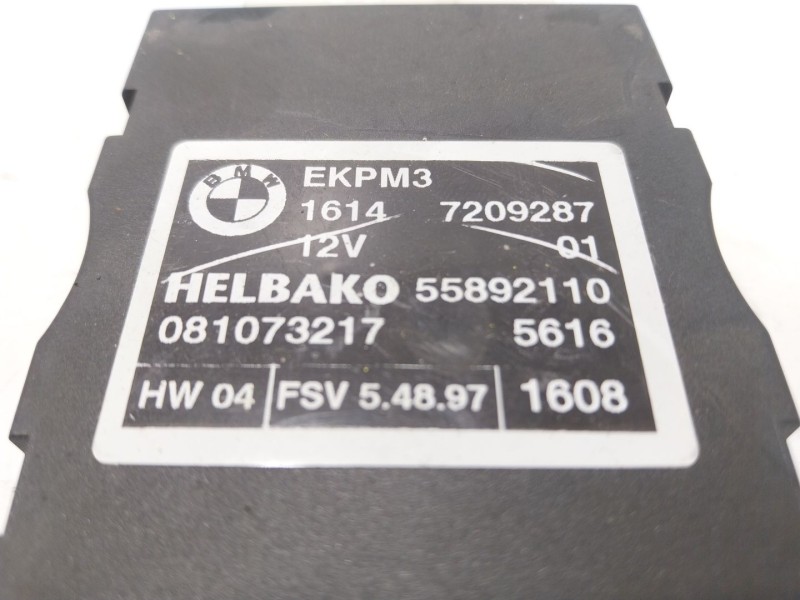 BMW EKPM3
1614 7209287
12V 01
HELBAKO 55892110
081073217 5616
HW 04 FSV 5.48.97 1608